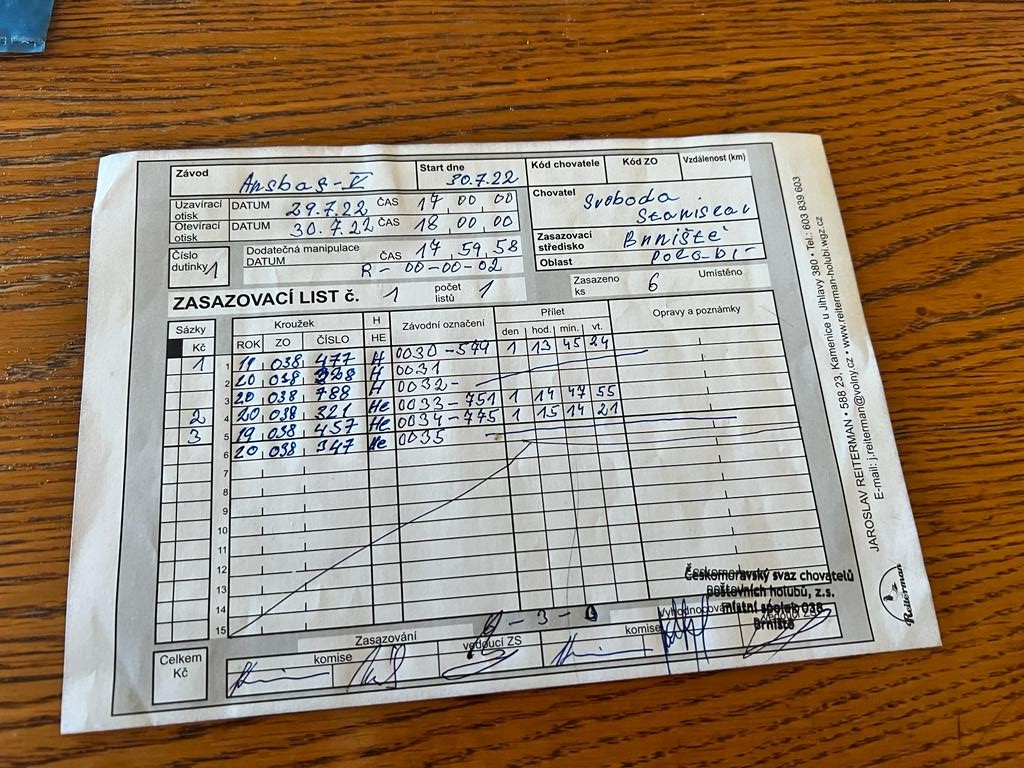 Závod Ansbas-V Start dne 30.7.22 Kód chovatele Kód ZO Vzdálenost (km)
Uzavírací otisk DATUM 29.7.22 ČAS 17 00 00
Otevírací otisk DATUM 30.7.22 ČAS 18 00 00
Chovatel Svoboda
Stanislav
Číslo dutinky 1 Dodatečná manipulace DATUM ČAS 17 59 58
R-00-00-02
Zasazovací středisko Brniště
Oblast
ZASAZOVACÍ LIST č. 1 počet listů 1 Zasazeno ks 6 Umístěno
Sázky Kroužek H Závodní označení Přílet Opravy a poznámky
Kč ROK ZO ČÍSLO HE den hod. min. vt.
1 1 19 038 477 H 0030-579 1 13 45 24
2 20 038 H 0031
3 20 038 788 H 0032-
2 4 20 038 321 He 0033-751 1 14 47 55
3 5 19 038 457 He 0034-775 1 15 14 21
6 20 038 347 He 0035
7
8
9
10
11
12
13
14
15
6-3-0
Českomoravský svaz chovatelů
poštovních holubů, z.s.
místní spolek 038
Brniště
Celkem Kč Zasazování komise vedoucí ZS komise Vyhodnocování
JAROSLAV REITERMAN • 588 23, Kamenice u Jihlavy 380 • Tel.: 603 839 603
E-mail: j.reiterman@volny.cz • www.reiterman-holubi.wgz.cz
Reiterman